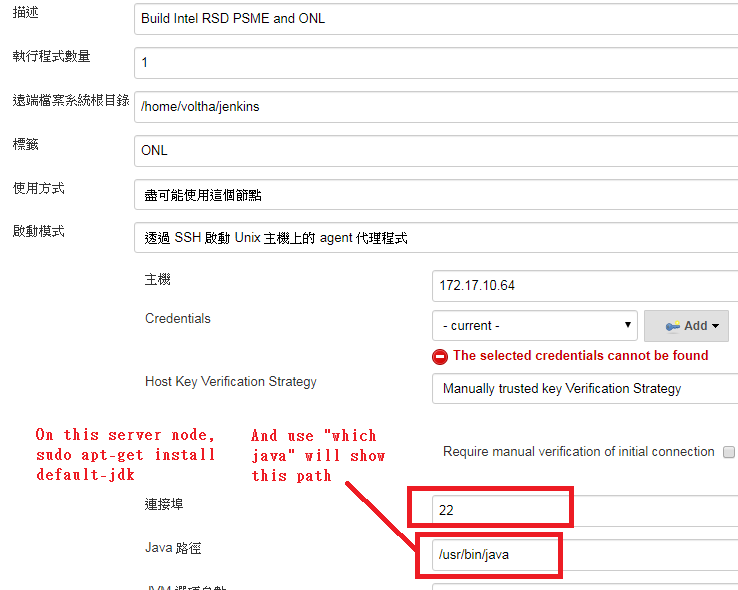 描述
Build Intel RSD PSME and ONL
執行程式數量
1
遠端檔案系統根目錄
/home/voltha/jenkins
標籤
ONL
使用方式
盡可能使用這個節點
啟動模式
透過 SSH 啟動 Unix 主機上的 agent 代理程式
主機
172.17.10.64
Credentials
- current -
Add
The selected credentials cannot be found
Host Key Verification Strategy
Manually trusted key Verification Strategy
Require manual verification of initial connection
On this server node,
sudo apt-get install
default-jdk
And use "which
java" will show
this path
連接埠
22
Java 路徑
/usr/bin/java